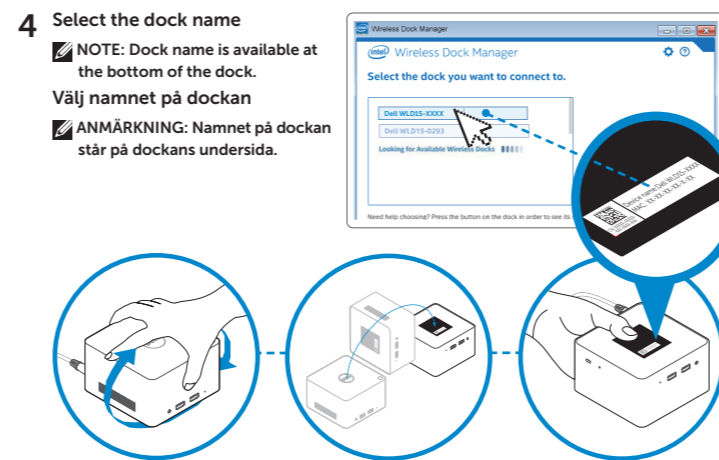 4 Select the dock name
NOTE: Dock name is available at
the bottom of the dock.
Välj namnet på dockan
ANMÄRKNING: Namnet på dockan
står på dockans undersida.
Wireless Dock Manager
intel Wireless Dock Manager
Select the dock you want to connect to.
Dell WLD15-XXXX
Dell WLD15-0293
Looking for Available Wireless Docks
Need help choosing? Press the button on the dock in order to see its
Device name:Dell WLD15-XXXX
MAC: XX-XX-XX-XX-X-XX